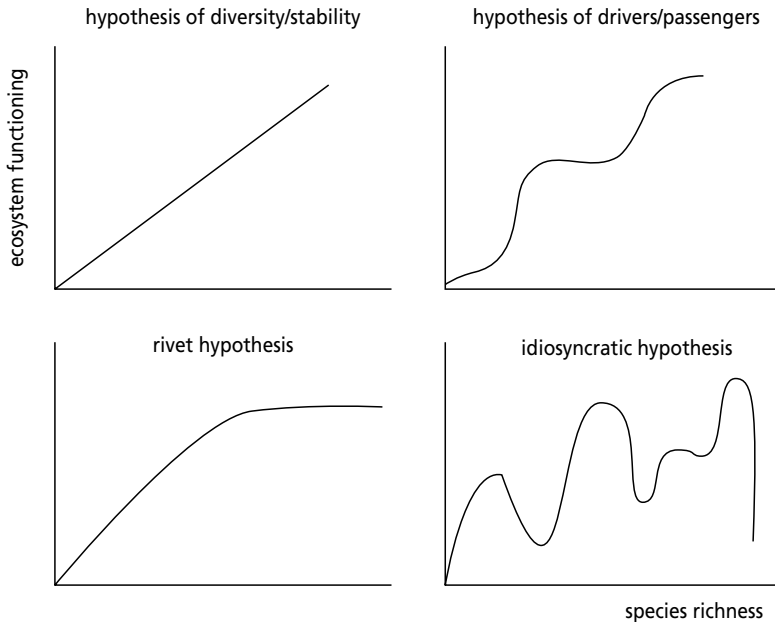 hypothesis of diversity/stability
hypothesis of drivers/passengers
ecosystem functioning
rivet hypothesis
idiosyncratic hypothesis
species richness